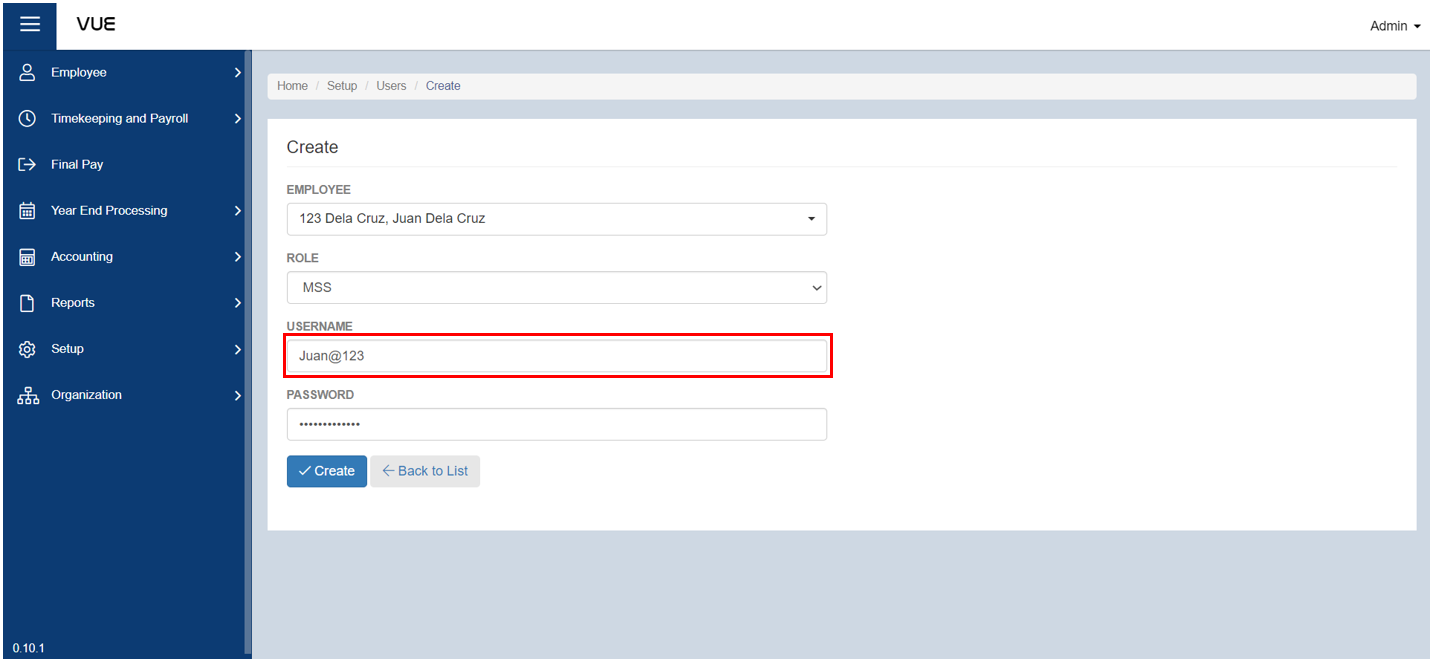 VUE
Admin
Employee
Timekeeping and Payroll
Final Pay
Year End Processing
Accounting
Reports
Setup
Organization
0.10.1
Home / Setup / Users / Create
Create
EMPLOYEE
123 Dela Cruz, Juan Dela Cruz
ROLE
MSS
USERNAME
Juan@123
PASSWORD
•••••••••••••
Create
Back to List